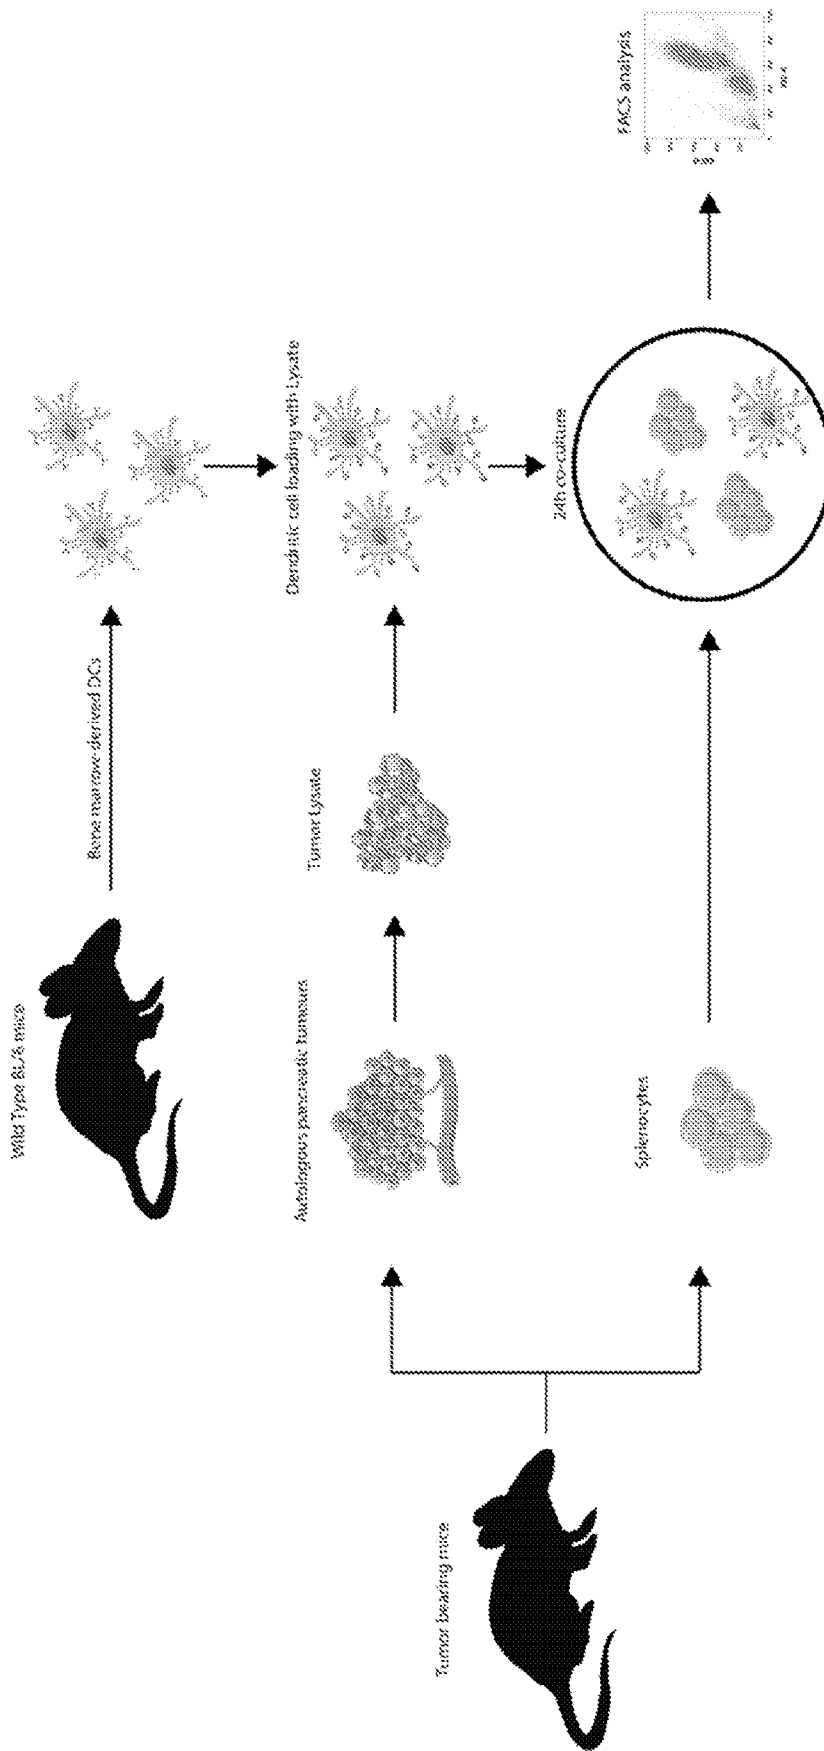 Wild Type BL/6 mice
Bone marrow-derived DCs
Dendritic cell loading with Lysate
Autologous pancreatic tumours
Tumor Lysate
Tumor bearing mice
Splenocytes
24h co-culture
FACS analysis